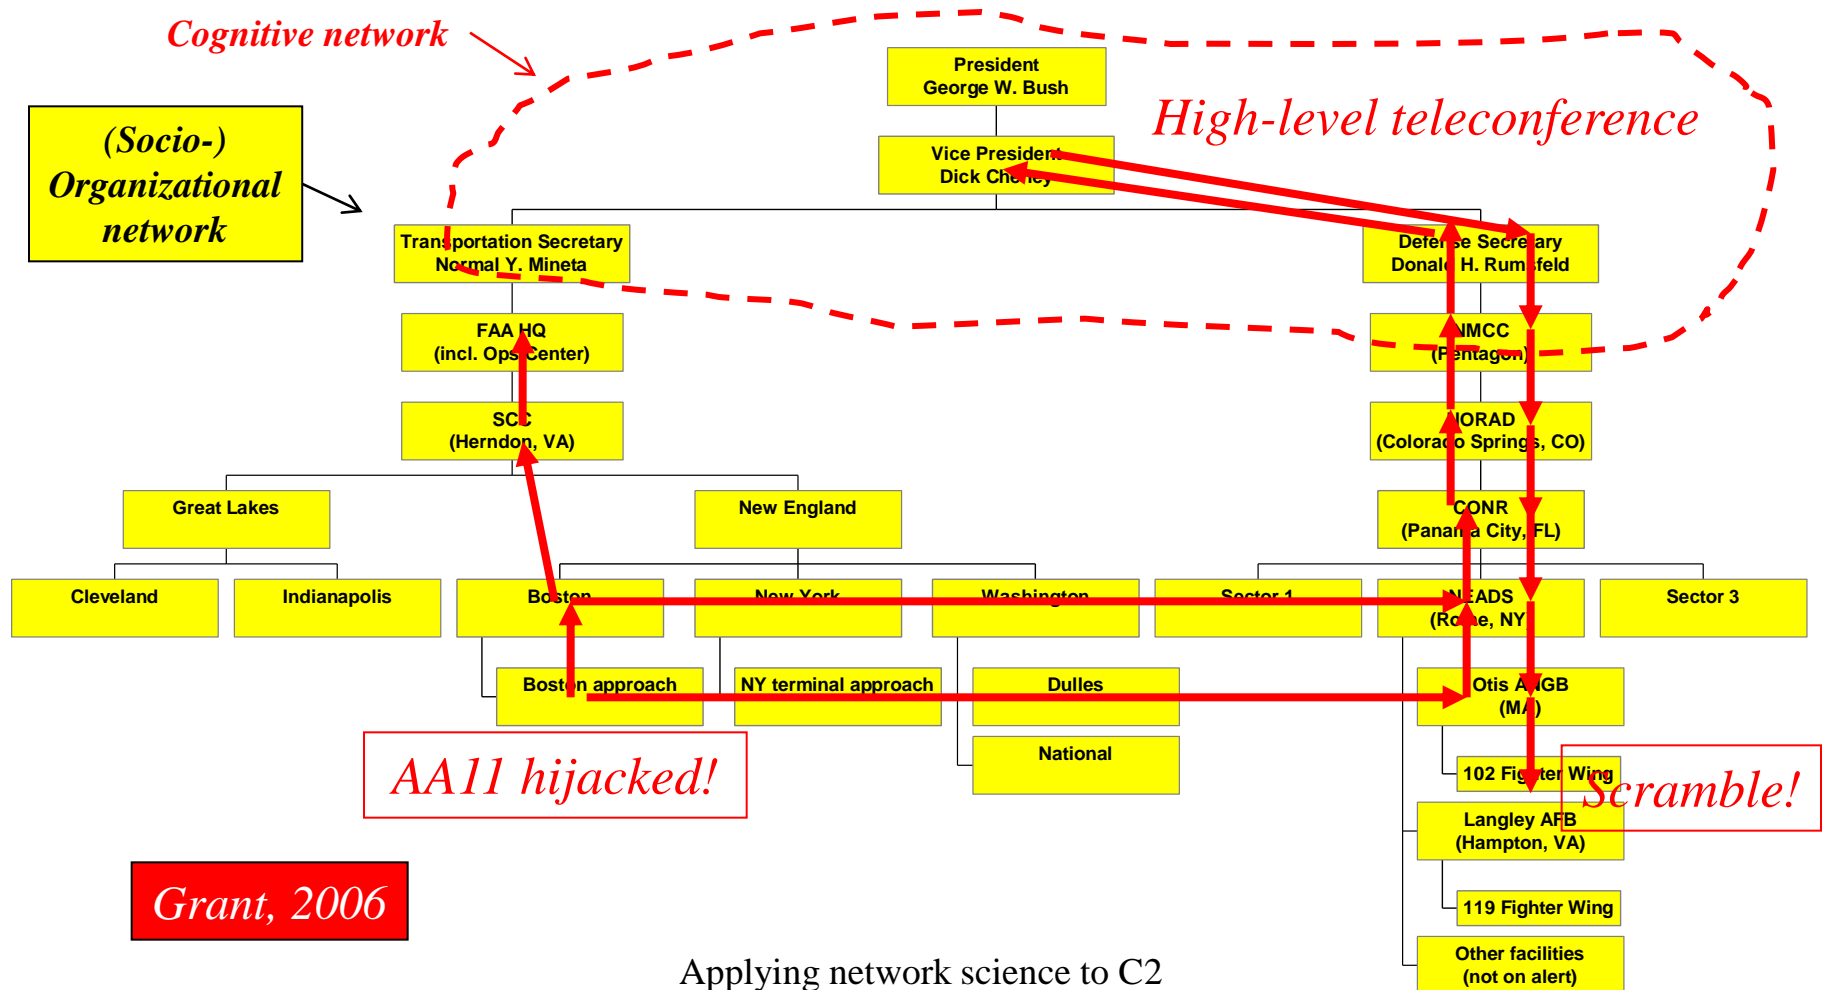 Cognitive network
President
George W. Bush
High-level teleconference
(Socio-)
Organizational
network
Vice President
Dick Cheney
Transportation Secretary
Normal Y. Mineta
Defense Secretary
Donald H. Rumsfeld
FAA HQ
(incl. Ops Center)
NMCC
(Pentagon)
SCC
(Herndon, VA)
NORAD
(Colorado Springs, CO)
Great Lakes
New England
CONR
(Panama City, FL)
Cleveland
Indianapolis
Boston
New York
Washington
Sector 1
NEADS
(Rome, NY)
Sector 3
Boston approach
NY terminal approach
Dulles
Otis ANGB
(MA)
National
AA11 hijacked!
102 Fighter Wing
Scramble!
Langley AFB
(Hampton, VA)
Grant, 2006
119 Fighter Wing
Other facilities
(not on alert)
Applying network science to C2